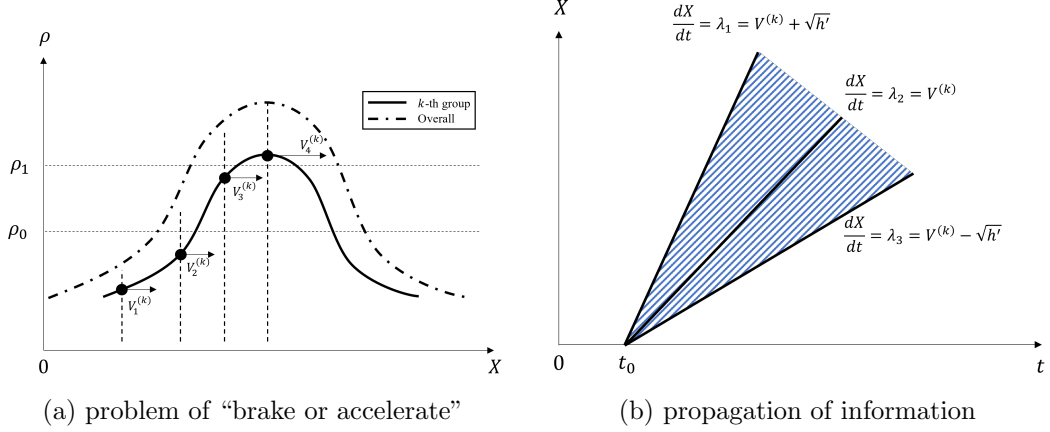 ρ
k-th group
Overall
V₄⁽ᵏ⁾
ρ₁
V₃⁽ᵏ⁾
ρ₀
V₂⁽ᵏ⁾
V₁⁽ᵏ⁾
0
X
(a) problem of “brake or accelerate”
X
dX/dt = λ₁ = V⁽ᵏ⁾ + √h′
dX/dt = λ₂ = V⁽ᵏ⁾
dX/dt = λ₃ = V⁽ᵏ⁾ − √h′
0
t₀
t
(b) propagation of information